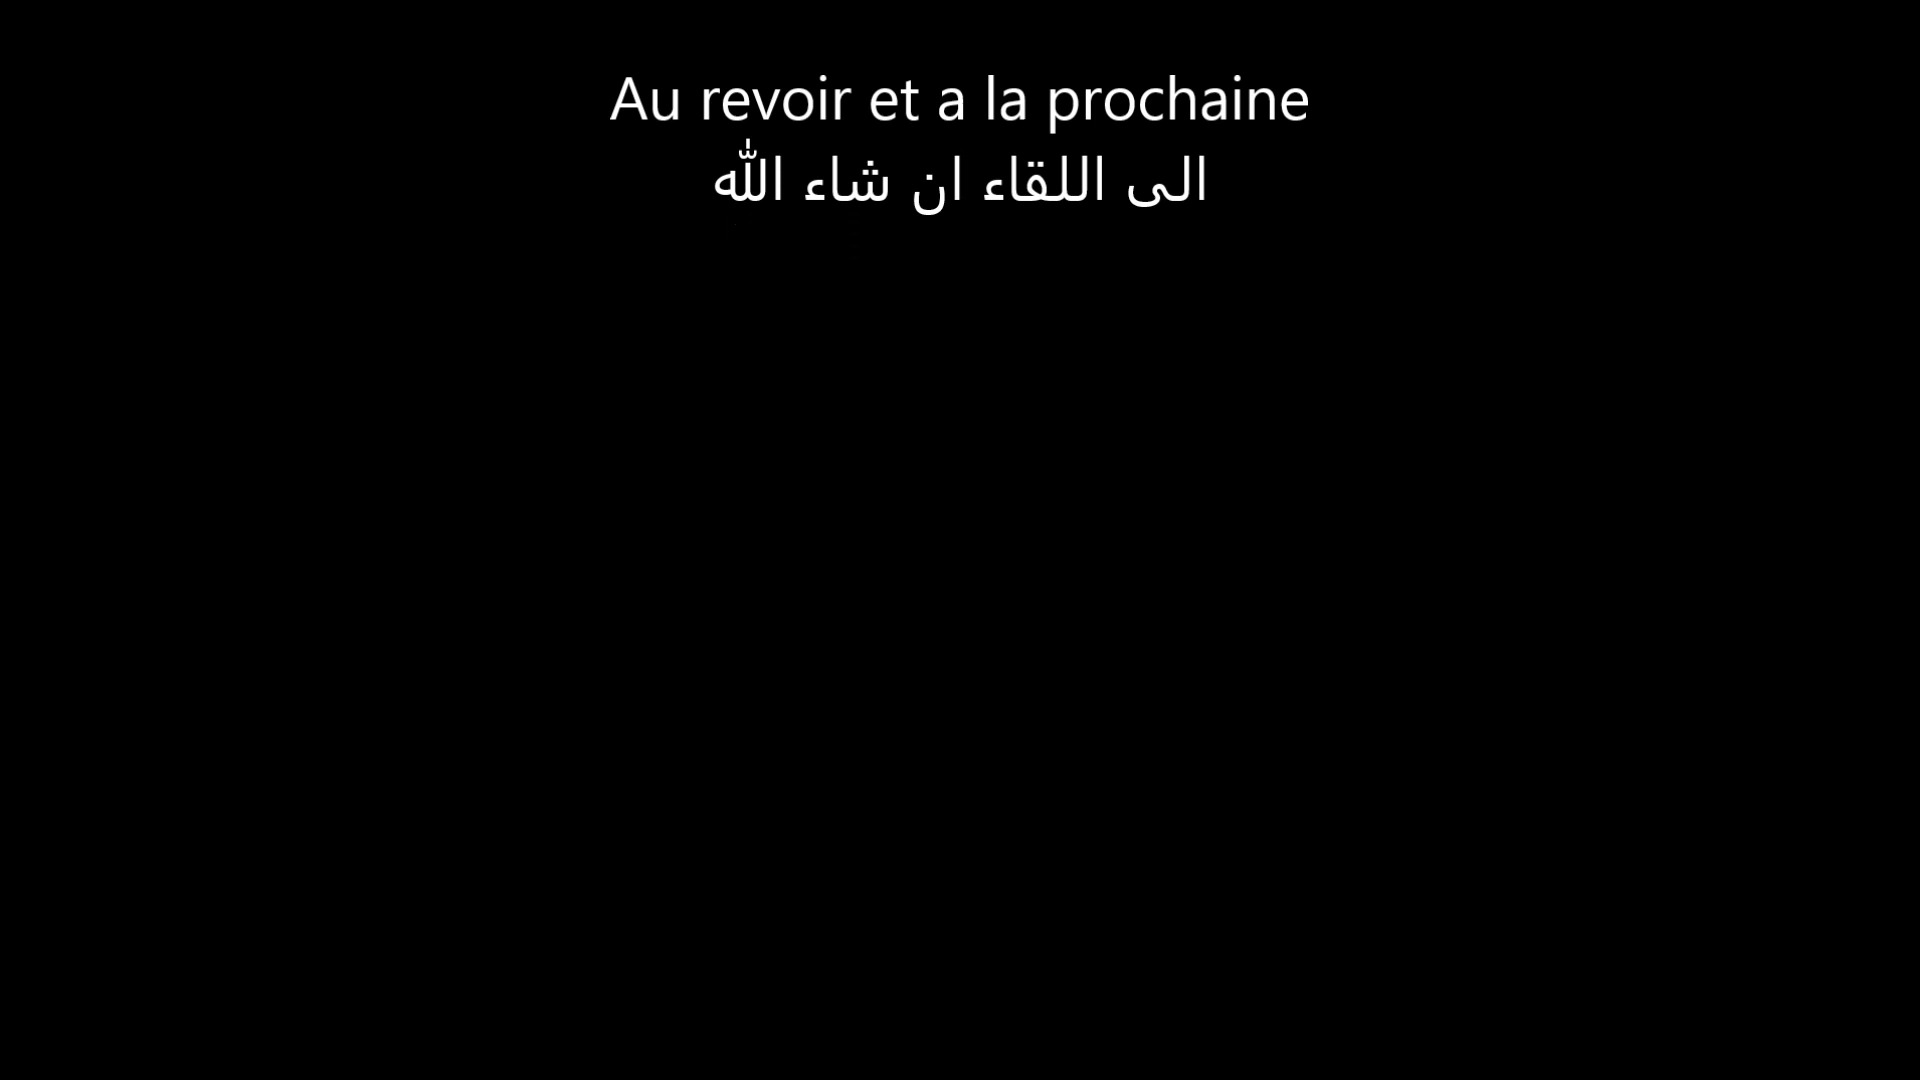 Au revoir et a la prochaine
الى اللقاء ان شاء الله